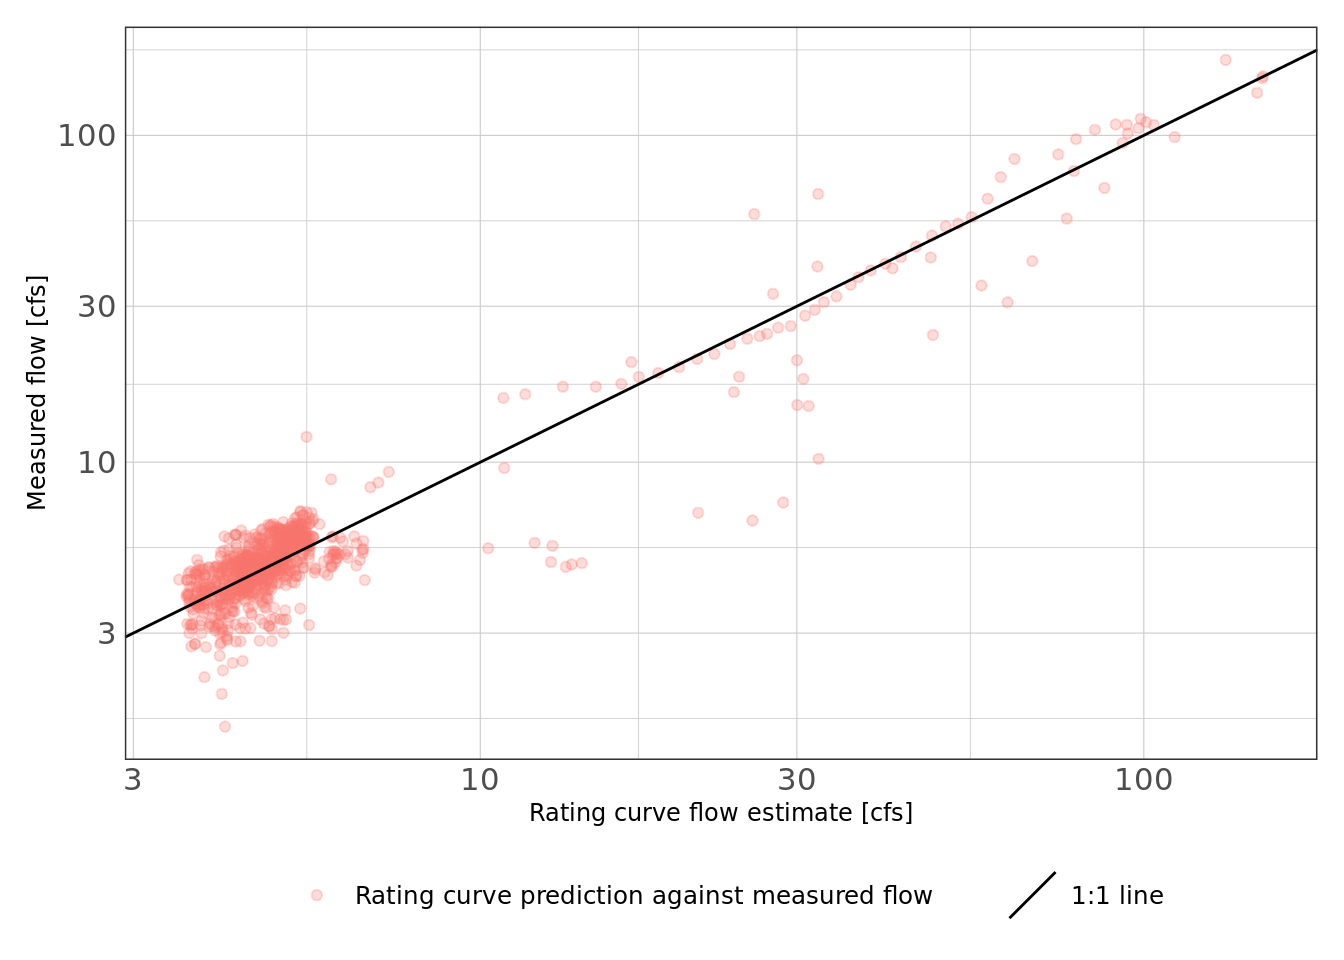 Measured flow [cfs]
100
30
10
3
3 10 30 100
Rating curve flow estimate [cfs]
Rating curve prediction against measured flow 1:1 line